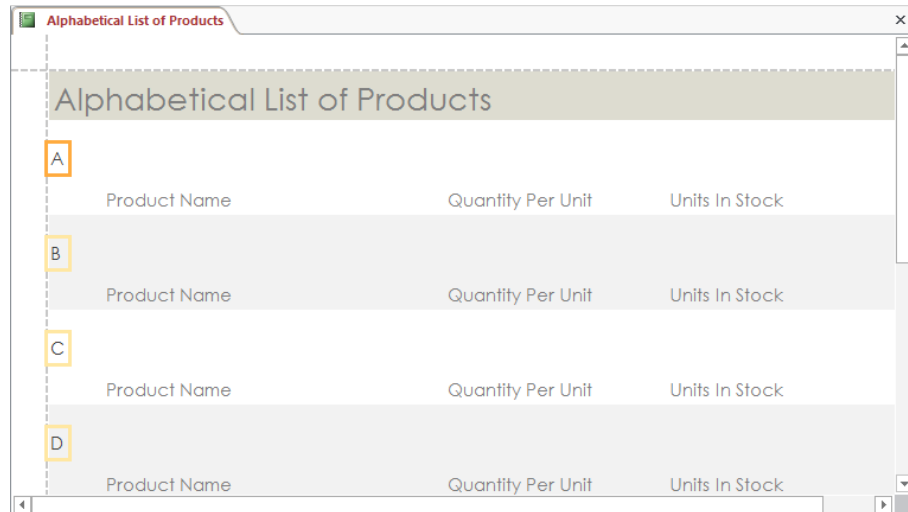 Alphabetical List of Products
Alphabetical List of Products
A
Product Name Quantity Per Unit Units In Stock
B
Product Name Quantity Per Unit Units In Stock
C
Product Name Quantity Per Unit Units In Stock
D
Product Name Quantity Per Unit Units In Stock